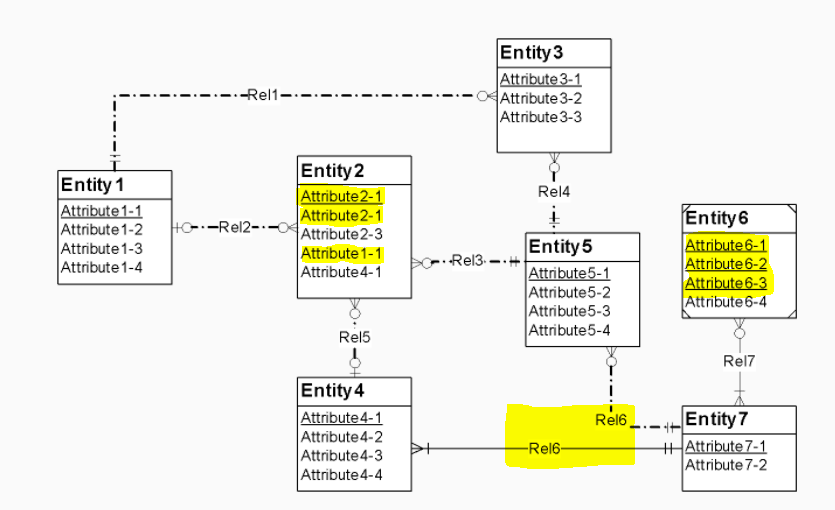 Entity3
Attribute3-1
Attribute3-2
Attribute3-3
Rel1
Entity1
Attribute1-1
Attribute1-2
Attribute1-3
Attribute1-4
Rel2
Entity2
Attribute2-1
Attribute2-1
Attribute2-3
Attribute1-1
Attribute4-1
Rel4
Rel3
Entity5
Attribute5-1
Attribute5-2
Attribute5-3
Attribute5-4
Entity6
Attribute6-1
Attribute6-2
Attribute6-3
Attribute6-4
Rel5
Rel7
Entity4
Attribute4-1
Attribute4-2
Attribute4-3
Attribute4-4
Rel6
Rel6
Entity7
Attribute7-1
Attribute7-2